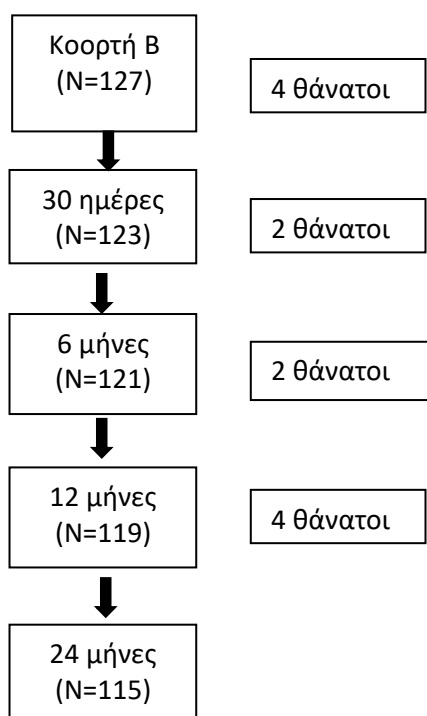 Κοορτή Β
(N=127)
4 θάνατοι
30 ημέρες
(N=123)
2 θάνατοι
6 μήνες
(N=121)
2 θάνατοι
12 μήνες
(N=119)
4 θάνατοι
24 μήνες
(N=115)